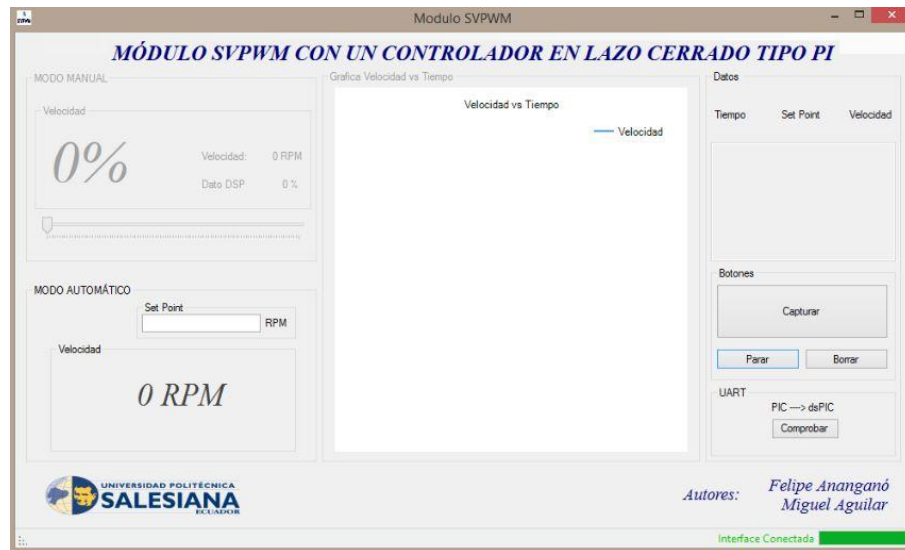 Modulo SVPWM
MÓDULO SVPWM CON UN CONTROLADOR EN LAZO CERRADO TIPO PI
MODO MANUAL
Velocidad
0%
Velocidad: 0 RPM
Dato DSP 0 %
MODO AUTOMÁTICO
Set Point
RPM
Velocidad
0 RPM
Grafica Velocidad vs Tiempo
Velocidad vs Tiempo
Velocidad
Datos
Tiempo Set Point Velocidad
Botones
Capturar
Parar Borrar
UART
PIC ---> dsPIC
Comprobar
UNIVERSIDAD POLITÉCNICA
SALESIANA
ECUADOR
Autores: Felipe Ananganó
Miguel Aguilar
Interface Conectada